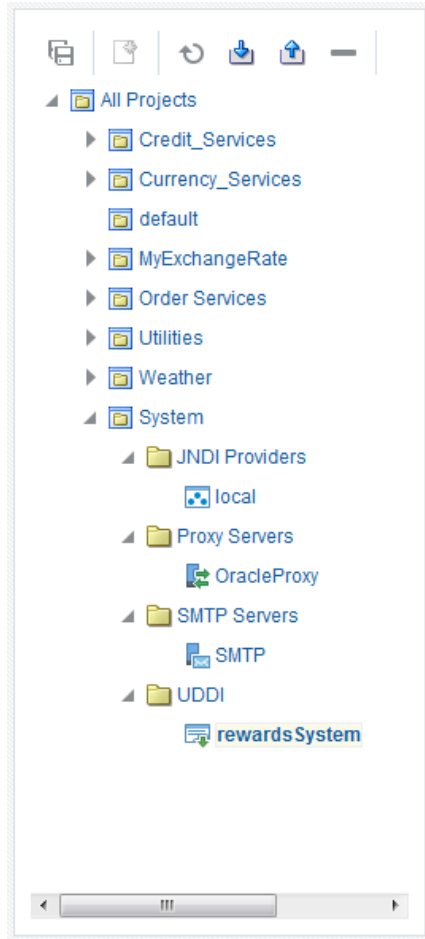 All Projects
Credit_Services
Currency_Services
default
MyExchangeRate
Order Services
Utilities
Weather
System
JNDI Providers
local
Proxy Servers
OracleProxy
SMTP Servers
SMTP
UDDI
rewardsSystem